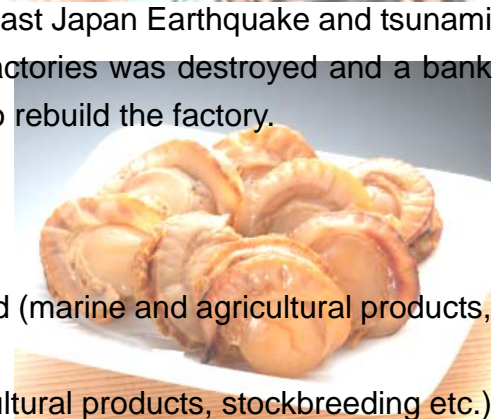 ast Japan Earthquake and tsunami
actories was destroyed and a bank
rebuild the factory.
d (marine and agricultural products,
ultural products, stockbreeding etc.)